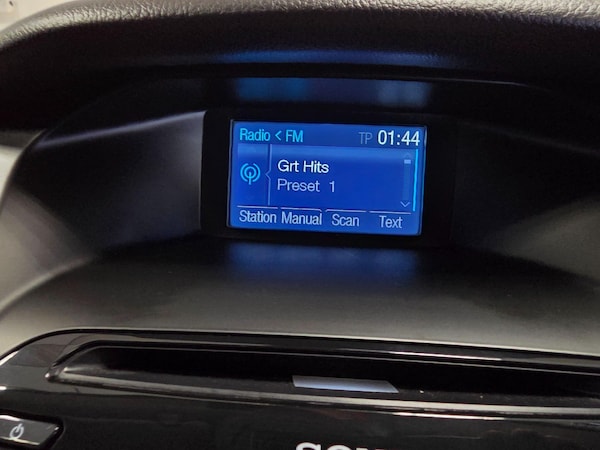 Radio < FM TP 01:44
Grt Hits
Preset 1
Station Manual Scan Text